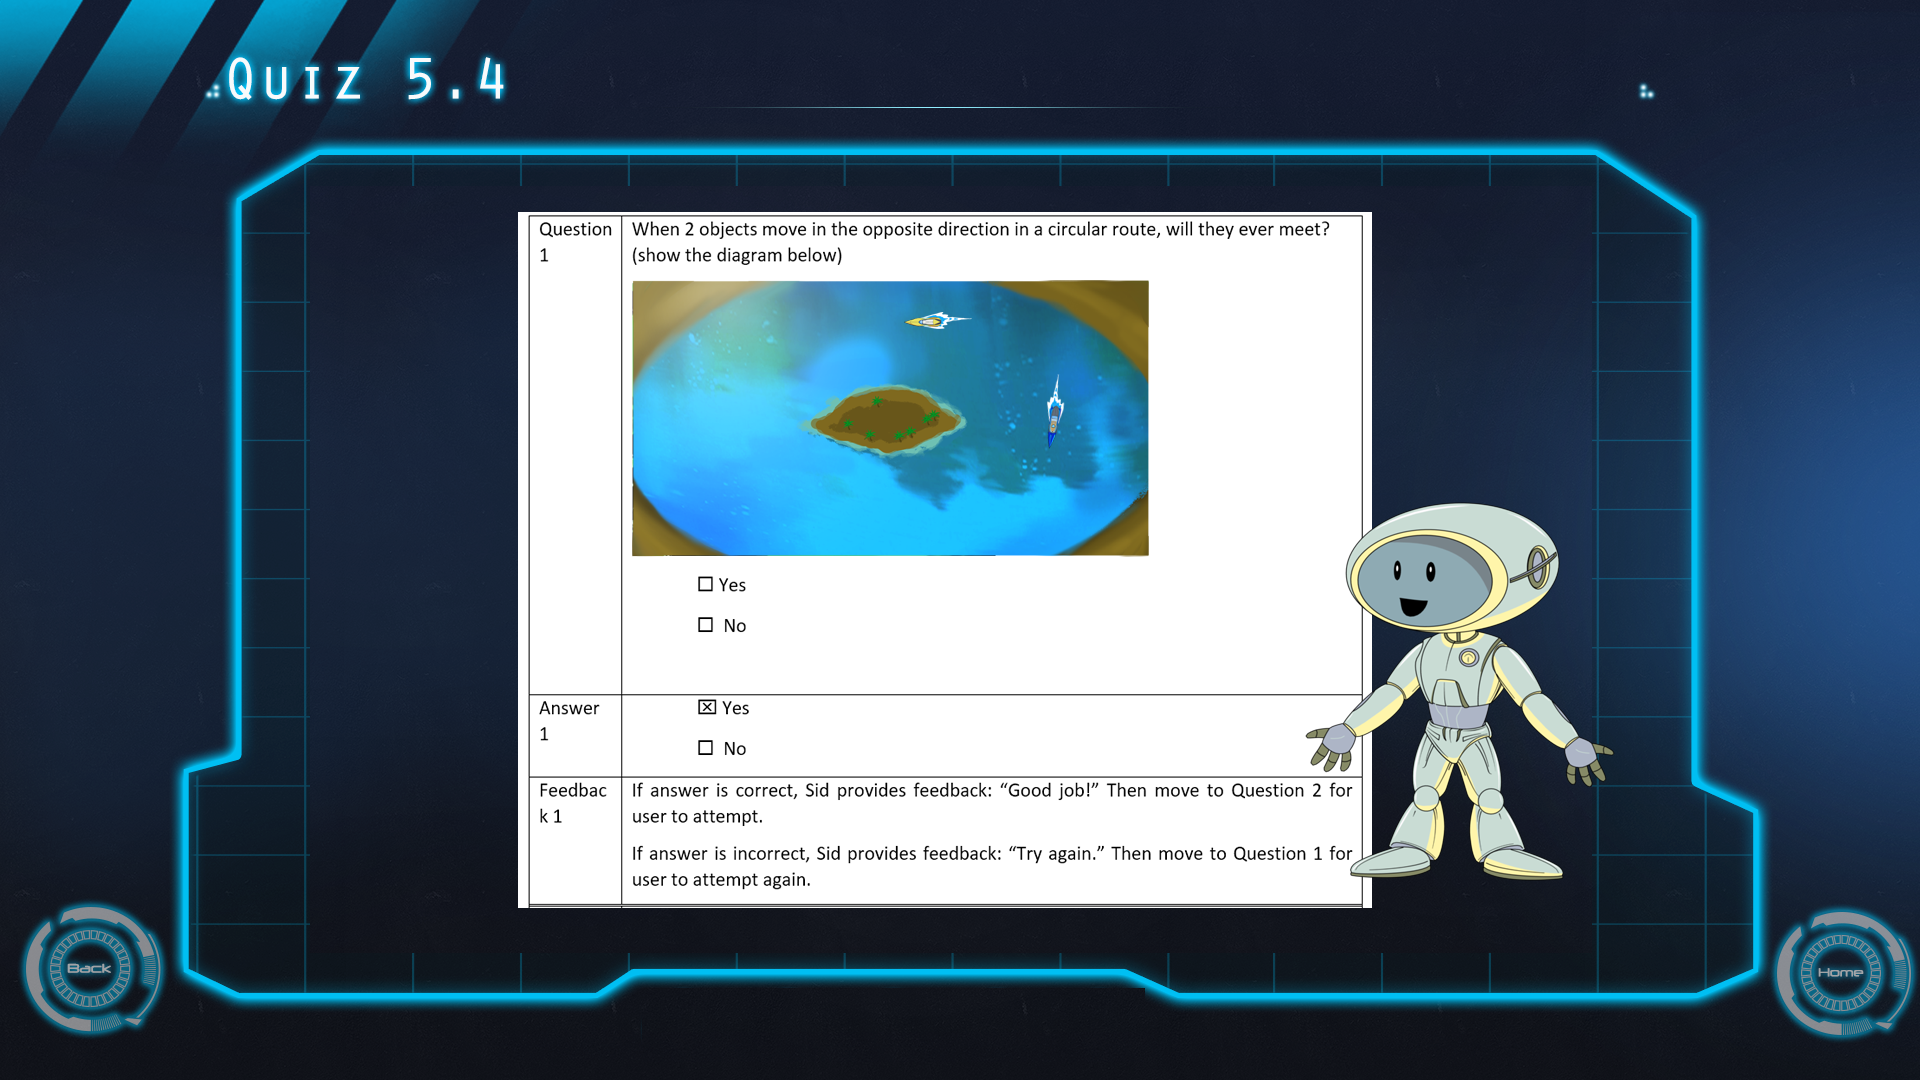 Quiz 5.4
Question
1
When 2 objects move in the opposite direction in a circular route, will they ever meet?
(show the diagram below)
☐ Yes
☐ No
Answer
1
☒ Yes
☐ No
Feedbac
k 1
If answer is correct, Sid provides feedback: “Good job!” Then move to Question 2 for
user to attempt.
If answer is incorrect, Sid provides feedback: “Try again.” Then move to Question 1 for
user to attempt again.
Back
Home